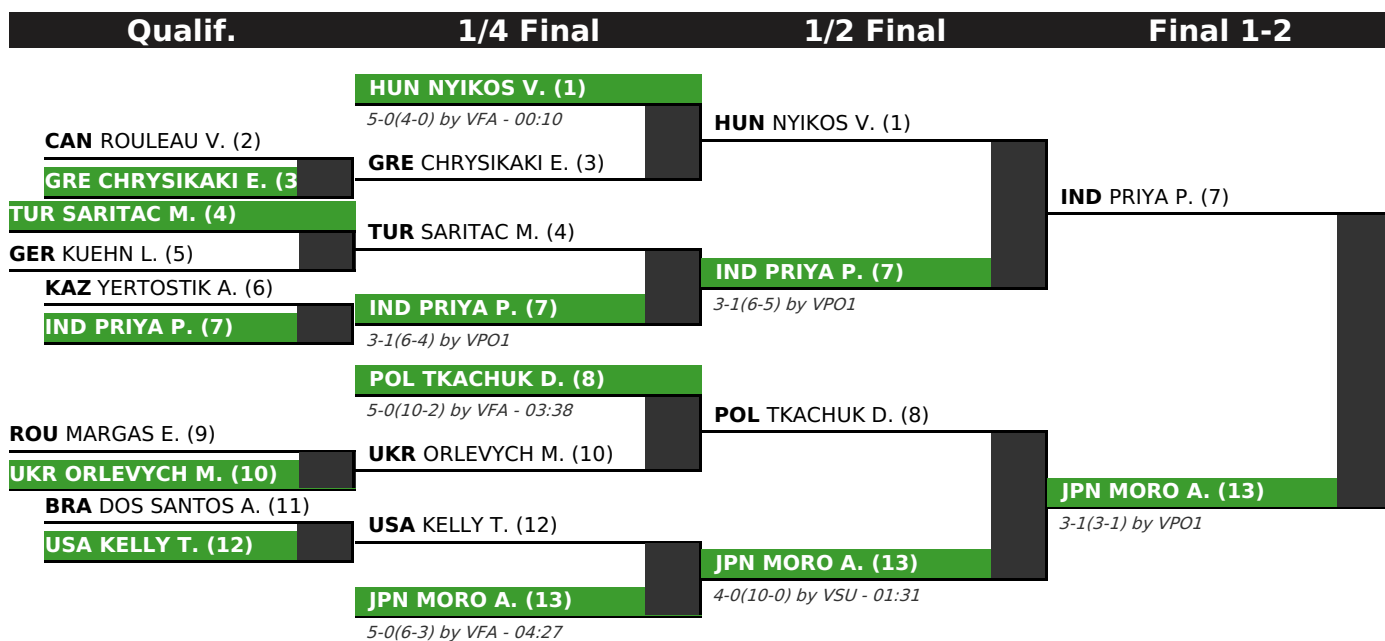 Qualif. 1/4 Final 1/2 Final Final 1-2
CAN ROULEAU V. (2)
GRE CHRYSIKAKI E. (3
TUR SARITAC M. (4)
GER KUEHN L. (5)
KAZ YERTOSTIK A. (6)
IND PRIYA P. (7)
ROU MARGAS E. (9)
UKR ORLEVYCH M. (10)
BRA DOS SANTOS A. (11)
USA KELLY T. (12)
HUN NYIKOS V. (1)
5-0(4-0) by VFA - 00:10
GRE CHRYSIKAKI E. (3)
TUR SARITAC M. (4)
IND PRIYA P. (7)
3-1(6-4) by VPO1
POL TKACHUK D. (8)
5-0(10-2) by VFA - 03:38
UKR ORLEVYCH M. (10)
USA KELLY T. (12)
JPN MORO A. (13)
5-0(6-3) by VFA - 04:27
HUN NYIKOS V. (1)
IND PRIYA P. (7)
3-1(6-5) by VPO1
POL TKACHUK D. (8)
JPN MORO A. (13)
4-0(10-0) by VSU - 01:31
IND PRIYA P. (7)
JPN MORO A. (13)
3-1(3-1) by VPO1